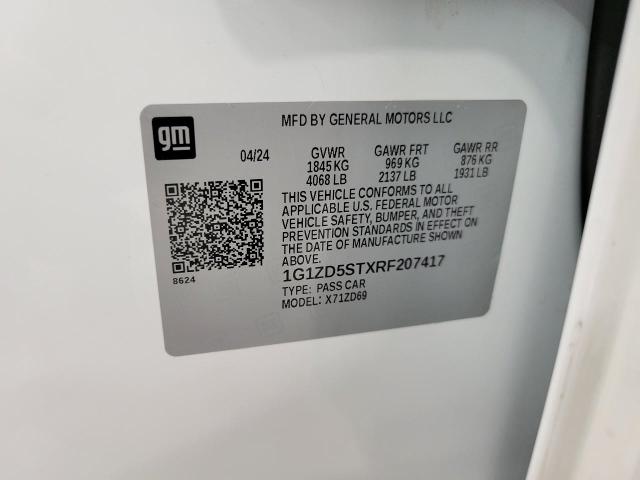 MFD BY GENERAL MOTORS LLC
gm
04/24 GVWR GAWR FRT GAWR RR
1845 KG 969 KG 876 KG
4068 LB 2137 LB 1931 LB
THIS VEHICLE CONFORMS TO ALL
APPLICABLE U.S. FEDERAL MOTOR
VEHICLE SAFETY, BUMPER, AND THEFT
PREVENTION STANDARDS IN EFFECT ON
THE DATE OF MANUFACTURE SHOWN
ABOVE.
8624
1G1ZD5STXRF207417
TYPE: PASS CAR
MODEL: X71ZD69